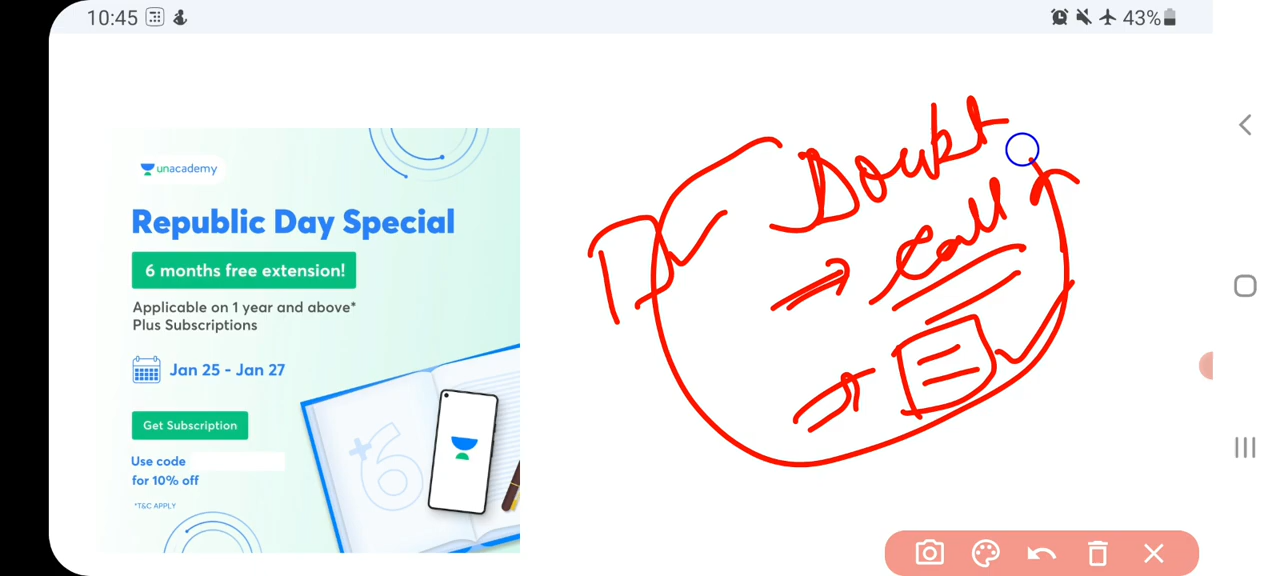 10:45
43%
unacademy
Republic Day Special
6 months free extension!
Applicable on 1 year and above*
Plus Subscriptions
Jan 25 - Jan 27
Get Subscription
Use code
for 10% off
*T&C APPLY
+6
Doubt
Call